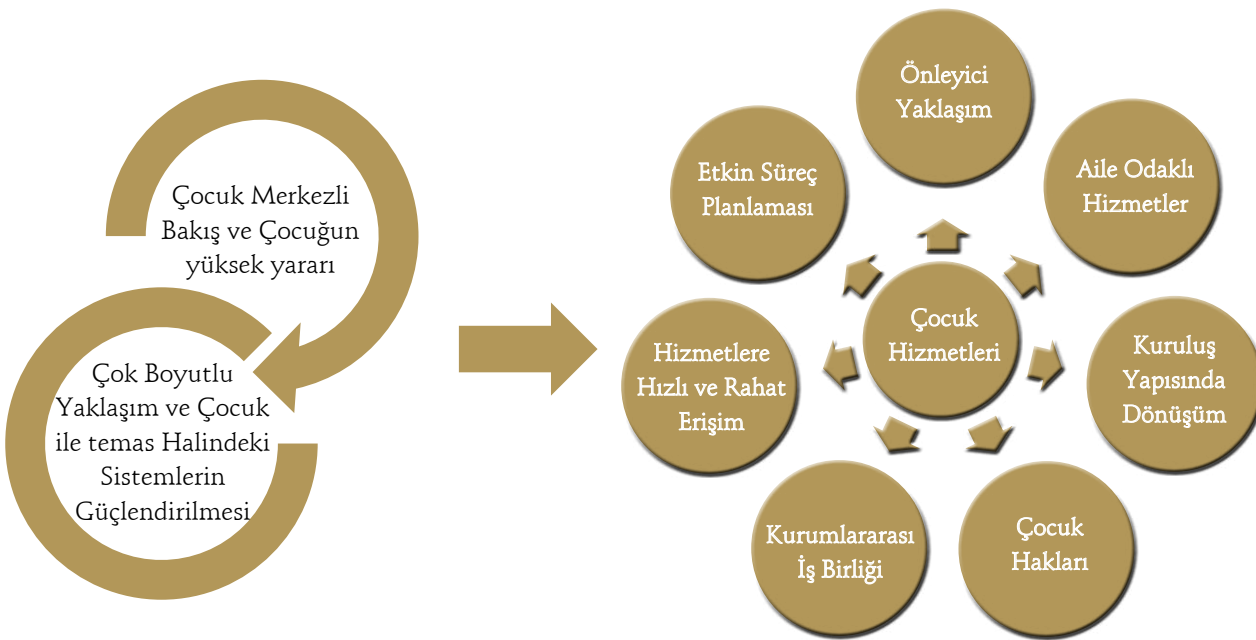 Çocuk Merkezli
Bakış ve Çocuğun
yüksek yararı
Çok Boyutlu
Yaklaşım ve Çocuk
ile temas Halindeki
Sistemlerin
Güçlendirilmesi
Çocuk
Hizmetleri
Önleyici
Yaklaşım
Aile Odaklı
Hizmetler
Kuruluş
Yapısında
Dönüşüm
Çocuk
Hakları
Kurumlararası
İş Birliği
Hizmetlere
Hızlı ve Rahat
Erişim
Etkin Süreç
Planlaması